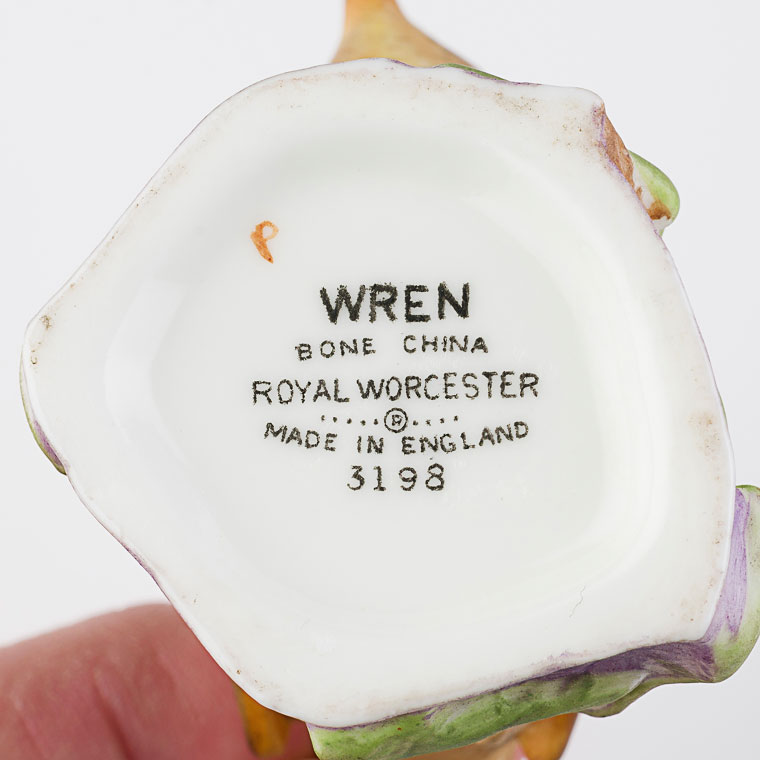 P
WREN
BONE CHINA
ROYAL WORCESTER
.....®....
MADE IN ENGLAND
3198